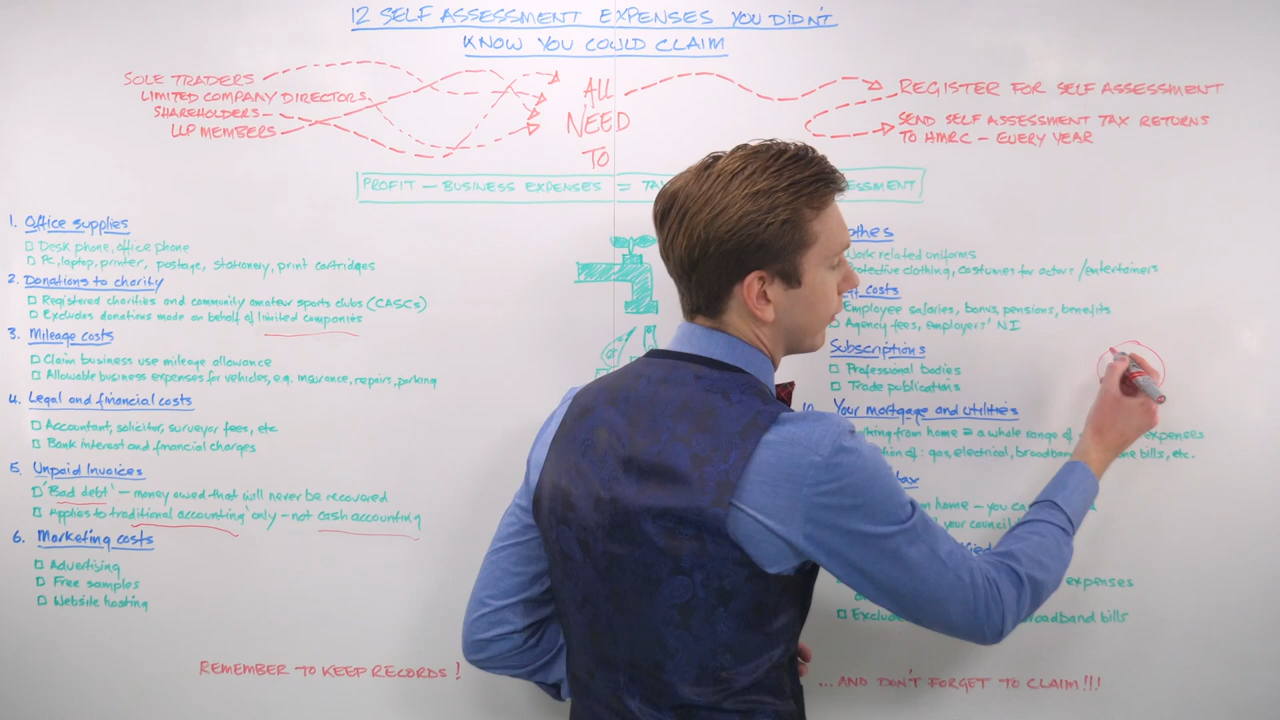 12 SELF ASSESSMENT EXPENSES YOU DIDN'T
KNOW YOU COULD CLAIM
SOLE TRADERS
LIMITED COMPANY DIRECTORS
SHAREHOLDERS
LLP MEMBERS
ALL
NEED
TO
REGISTER FOR SELF ASSESSMENT
SEND SELF ASSESSMENT TAX RETURNS
TO HMRC - EVERY YEAR
PROFIT - BUSINESS EXPENSES =
1. Office supplies
Desk phone, office phone
PC, laptop, printer, postage, stationery, print cartridges
2. Donations to charity
Registered charities and community amateur sports clubs (CASCs)
Excludes donations made on behalf of limited companies
3. Mileage costs
Claim business use mileage allowance
Allowable business expenses for vehicles, e.g. insurance, repairs, parking
4. Legal and financial costs
Accountant, solicitor, surveyor fees, etc
Bank interest and financial charges
5. Unpaid Invoices
'Bad debt' - money owed that will never be recovered
Applies to 'traditional accounting' only - not cash accounting
6. Marketing costs
Advertising
Free samples
Website hosting
Work related uniforms
clothing, costumes for actors / entertainers
costs
Employee salaries, bonus, pensions, benefits
Agency fees, employers' NI
Subscriptions
Professional bodies
Trade publications
Your mortgage and utilities
from home = a whole range of expenses
of: gas, electrical, bills, etc.
tax
home - you
your council
expenses
broadband bills
REMEMBER TO KEEP RECORDS!
...AND DON'T FORGET TO CLAIM!!!